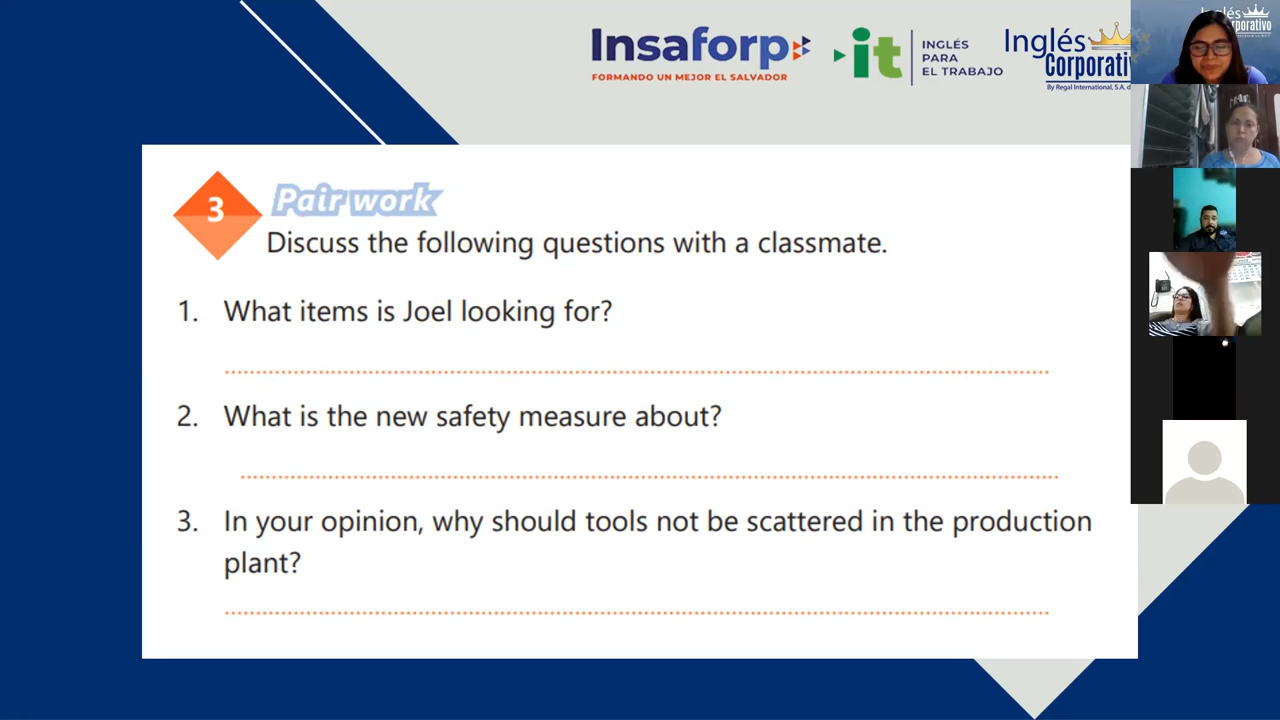 Insaforp
FORMANDO UN MEJOR EL SALVADOR
it
INGLÉS
PARA
EL TRABAJO
Inglés
Corporativ
By Regal International, S.A. d
3
Pair work
Discuss the following questions with a classmate.
1. What items is Joel looking for?
2. What is the new safety measure about?
3. In your opinion, why should tools not be scattered in the production
plant?